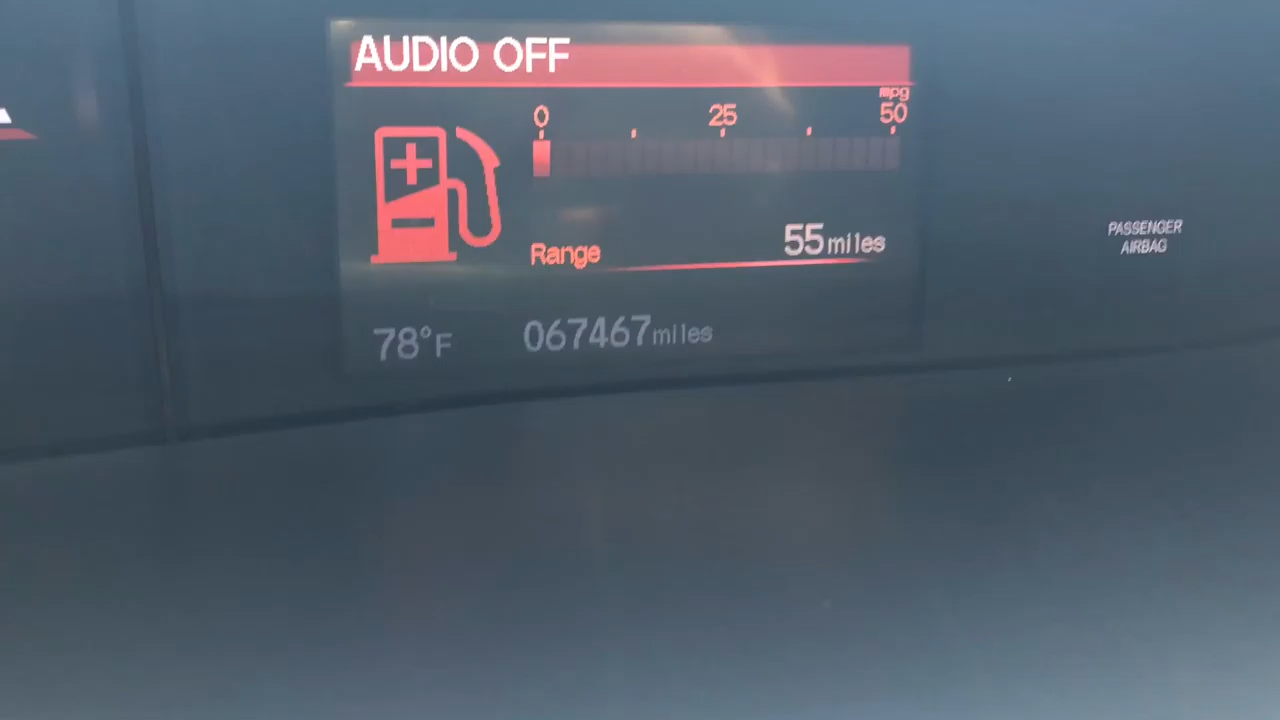 AUDIO OFF
mpg
0 25 50
Range 55 miles
78°F 067467 miles
PASSENGER
AIRBAG